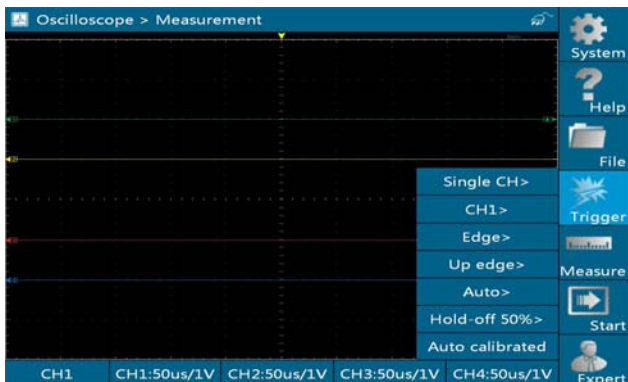 Oscilloscope > Measurement
System
Help
File
Single CH>
CH1>
Trigger
Edge>
Up edge>
Measure
Auto>
Hold-off 50%>
Start
Auto calibrated
CH1
CH1:50us/1V
CH2:50us/1V
CH3:50us/1V
CH4:50us/1V
Expert